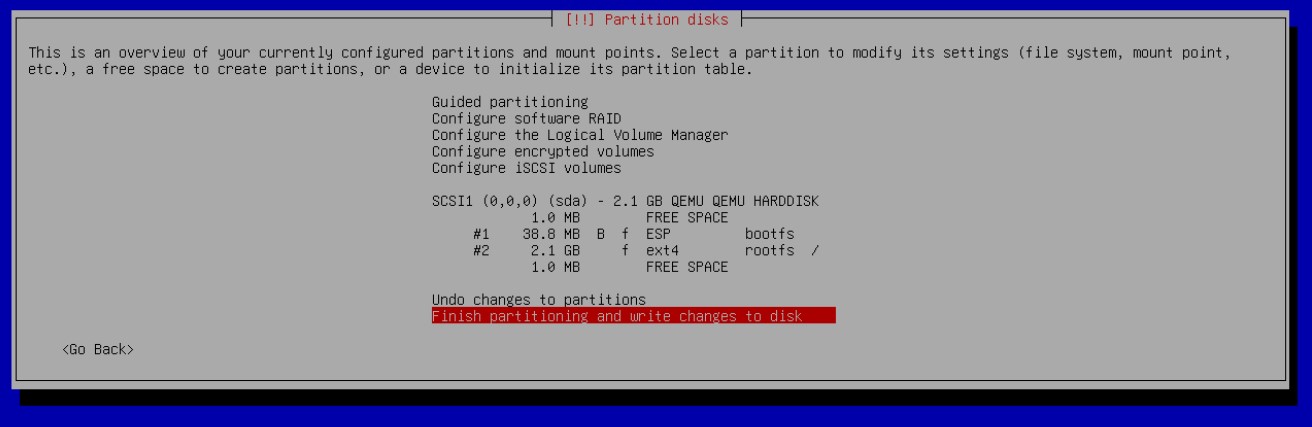 [!!] Partition disks
This is an overview of your currently configured partitions and mount points. Select a partition to modify its settings (file system, mount point,
etc.), a free space to create partitions, or a device to initialize its partition table.
Guided partitioning
Configure software RAID
Configure the Logical Volume Manager
Configure encrypted volumes
Configure iSCSI volumes
SCSI1 (0,0,0) (sda) - 2.1 GB QEMU QEMU HARDDISK
1.0 MB FREE SPACE
#1 38.8 MB B f ESP bootfs
#2 2.1 GB f ext4 rootfs /
1.0 MB FREE SPACE
Undo changes to partitions
Finish partitioning and write changes to disk
<Go Back>